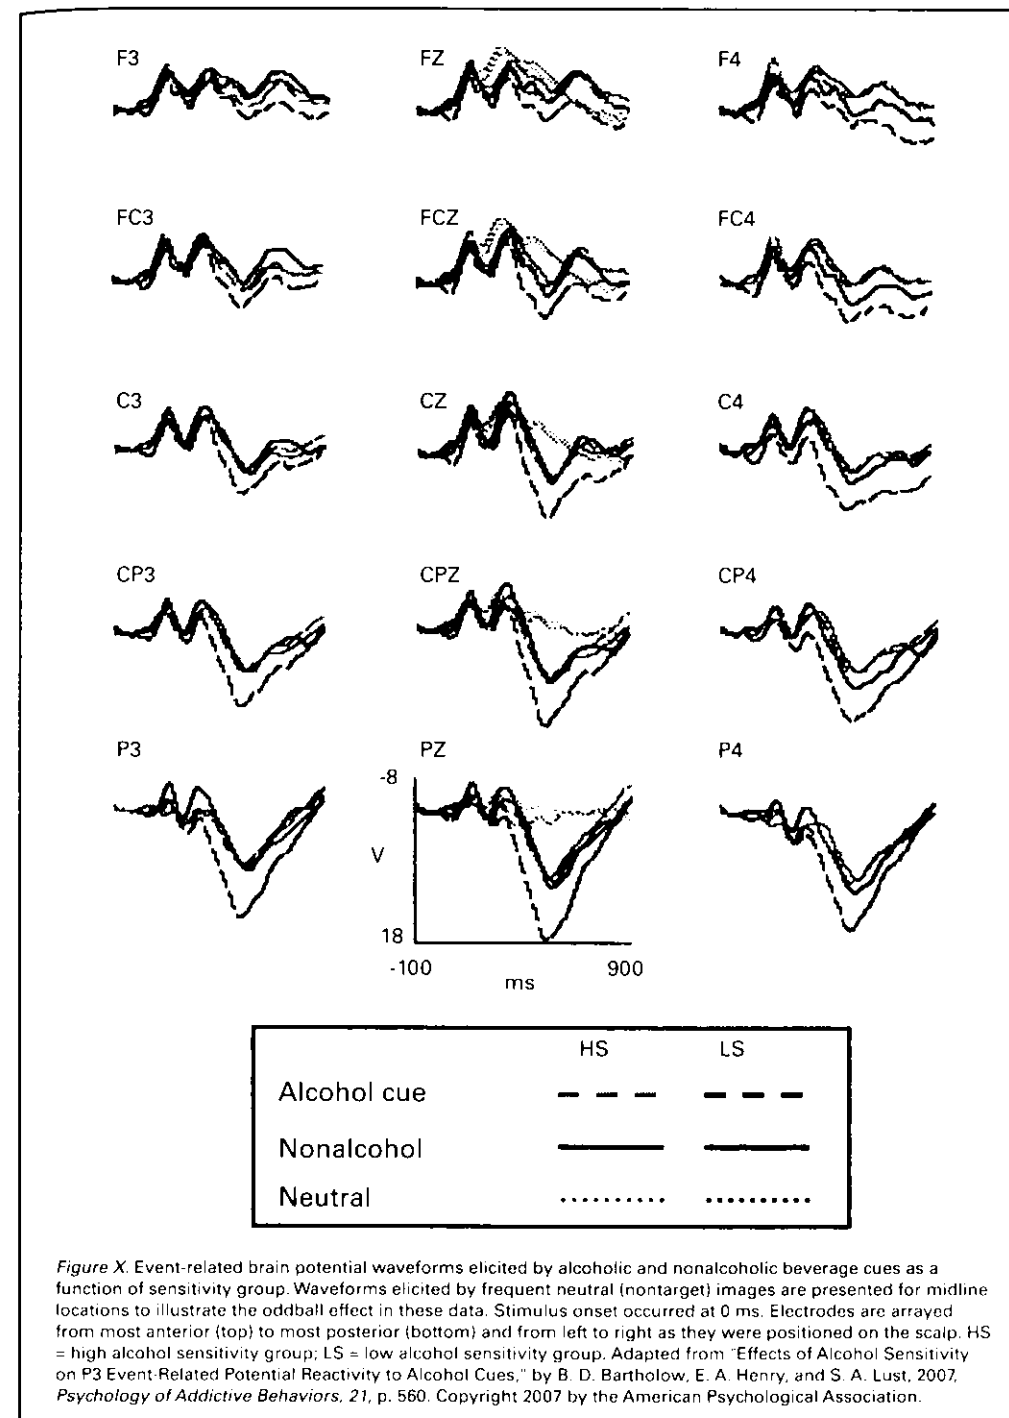 F3 FZ F4
FC3 FCZ FC4
C3 CZ C4
CP3 CPZ CP4
P3 PZ P4
-8
V
18
-100 900
ms
HS LS
Alcohol cue
Nonalcohol
Neutral
Figure X. Event-related brain potential waveforms elicited by alcoholic and nonalcoholic beverage cues as a
function of sensitivity group. Waveforms elicited by frequent neutral (nontarget) images are presented for midline
locations to illustrate the oddball effect in these data. Stimulus onset occurred at 0 ms. Electrodes are arrayed
from most anterior (top) to most posterior (bottom) and from left to right as they were positioned on the scalp. HS
= high alcohol sensitivity group; LS = low alcohol sensitivity group. Adapted from "Effects of Alcohol Sensitivity
on P3 Event-Related Potential Reactivity to Alcohol Cues," by B. D. Bartholow, E. A. Henry, and S. A. Lust, 2007,
Psychology of Addictive Behaviors, 21, p. 560. Copyright 2007 by the American Psychological Association.